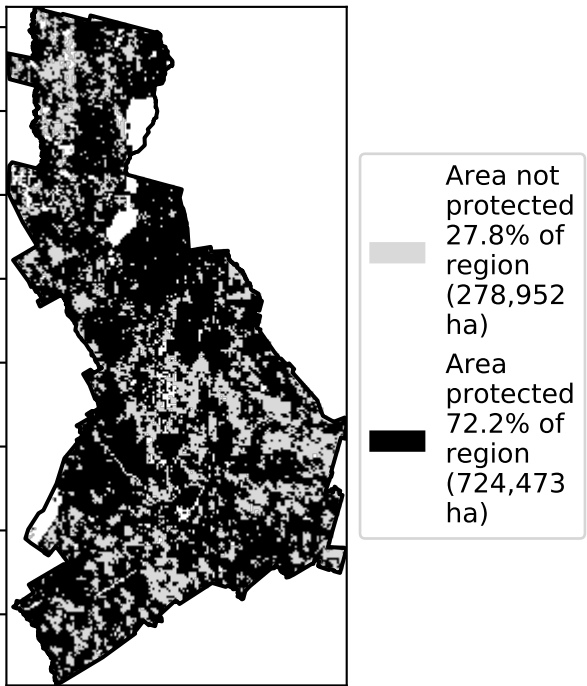 Area not
protected
27.8% of
region
(278,952
ha)
Area
protected
72.2% of
region
(724,473
ha)